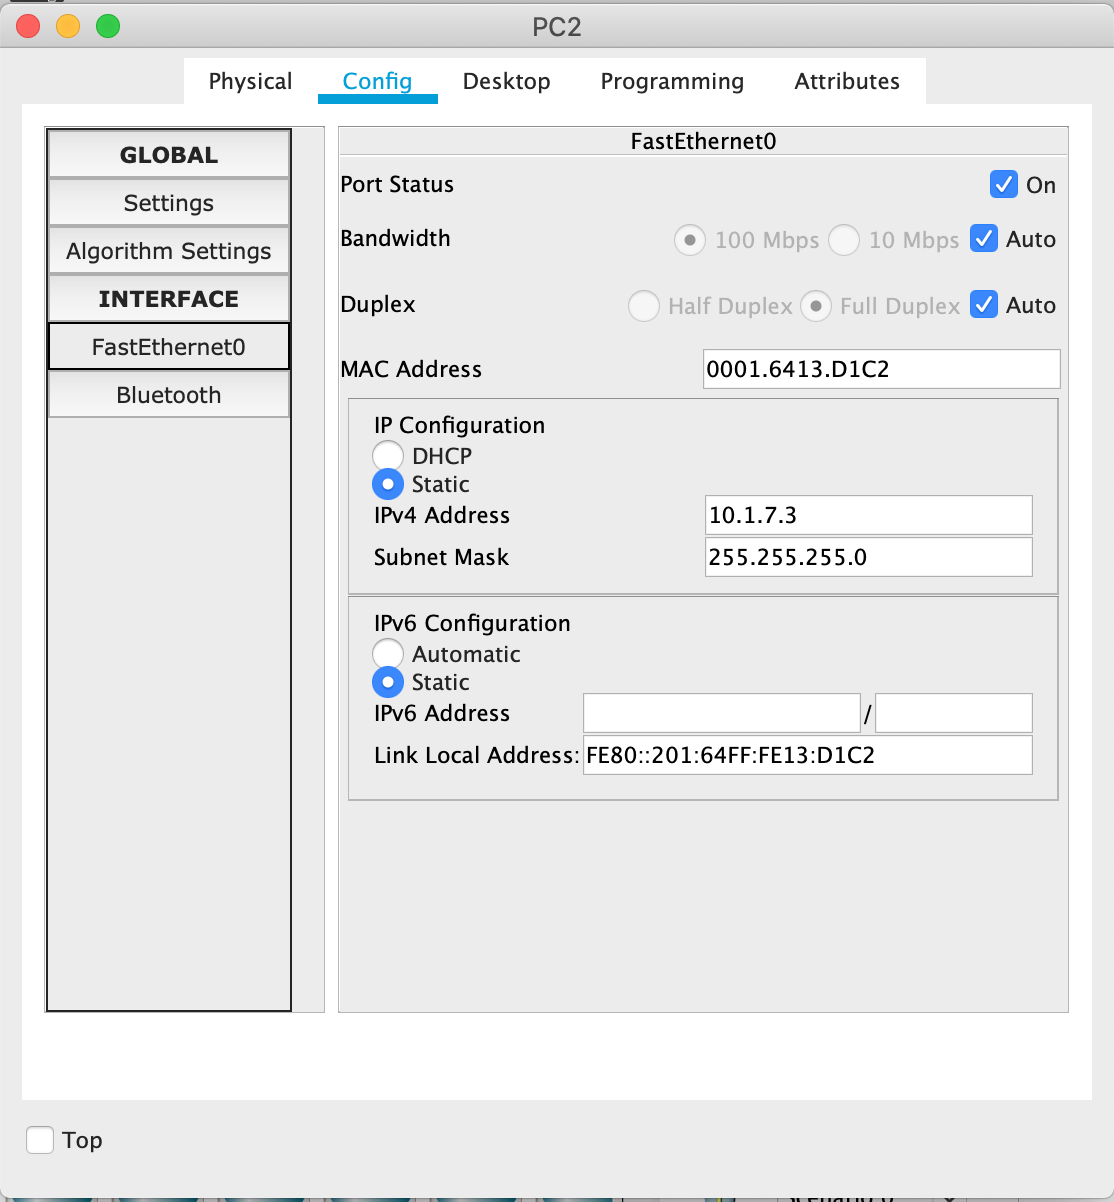 PC2
Physical Config Desktop Programming Attributes
GLOBAL
Settings
Algorithm Settings
INTERFACE
FastEthernet0
Bluetooth
FastEthernet0
Port Status On
Bandwidth 100 Mbps 10 Mbps Auto
Duplex Half Duplex Full Duplex Auto
MAC Address 0001.6413.D1C2
IP Configuration
DHCP
Static
IPv4 Address 10.1.7.3
Subnet Mask 255.255.255.0
IPv6 Configuration
Automatic
Static
IPv6 Address /
Link Local Address: FE80::201:64FF:FE13:D1C2
Top
Scenario 0